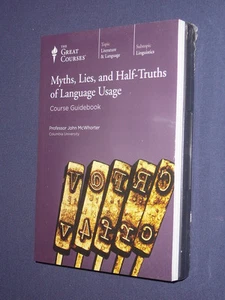 THE
GREAT
COURSES®
Topic
Literature
& Language
Subtopic
Linguistics
Myths, Lies, and Half-Truths
of Language Usage
Course Guidebook
Professor John McWhorter
Columbia University